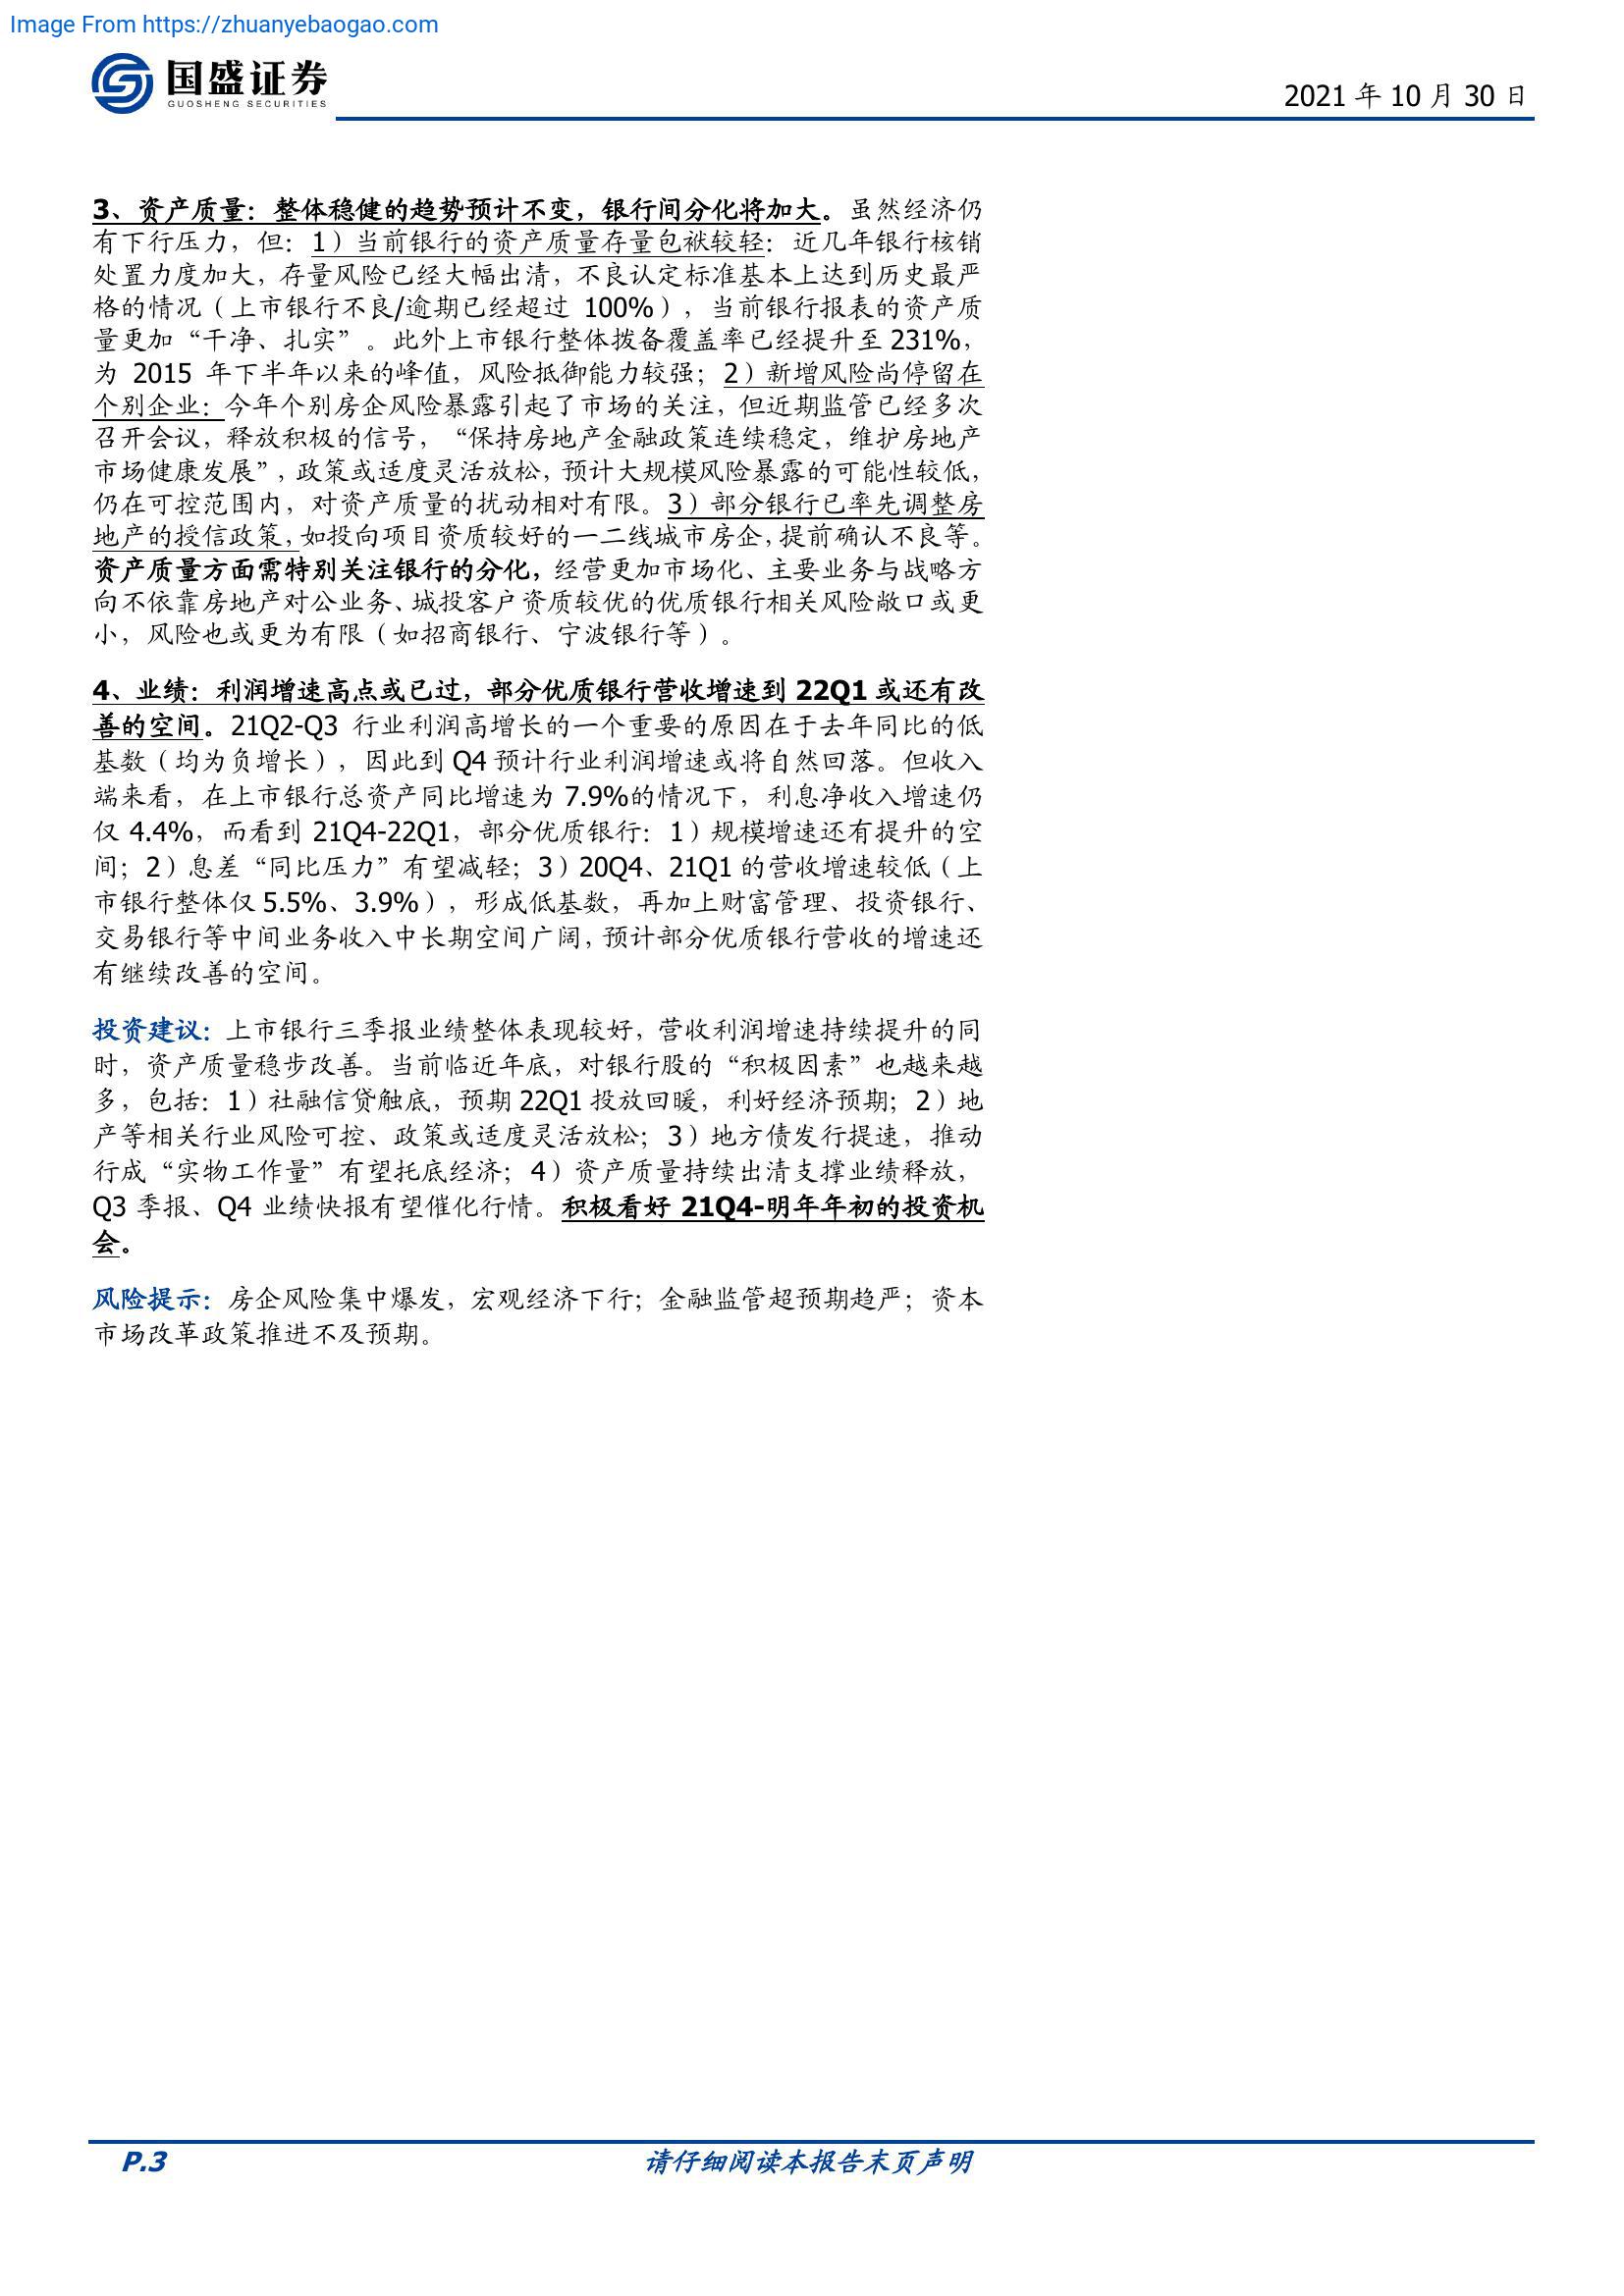 Image From https://zhuanyebaogao.com
国盛证券
GUOSHENG SECURITIES
2021 年 10 月 30 日
3、资产质量：整体稳健的趋势预计不变，银行间分化将加大。虽然经济仍
有下行压力，但：1）当前银行的资产质量存量包袱较轻：近几年银行核销
处置力度加大，存量风险已经大幅出清，不良认定标准基本上达到历史最严
格的情况（上市银行不良/逾期已经超过 100%），当前银行报表的资产质
量更加“干净、扎实”。此外上市银行整体拨备覆盖率已经提升至 231%，
为 2015 年下半年以来的峰值，风险抵御能力较强；2）新增风险尚停留在
个别企业：今年个别房企风险暴露引起了市场的关注，但近期监管已经多次
召开会议，释放积极的信号，“保持房地产金融政策连续稳定，维护房地产
市场健康发展”，政策或适度灵活放松，预计大规模风险暴露的可能性较低，
仍在可控范围内，对资产质量的扰动相对有限。3）部分银行已率先调整房
地产的授信政策，如投向项目资质较好的一二线城市房企，提前确认不良等。
资产质量方面需特别关注银行的分化，经营更加市场化、主要业务与战略方
向不依靠房地产对公业务、城投客户资质较优的优质银行相关风险敞口或更
小，风险也或更为有限（如招商银行、宁波银行等）。
4、业绩：利润增速高点或已过，部分优质银行营收增速到 22Q1 或还有改
善的空间。21Q2-Q3 行业利润高增长的一个重要的原因在于去年同比的低
基数（均为负增长），因此到 Q4 预计行业利润增速或将自然回落。但收入
端来看，在上市银行总资产同比增速为 7.9%的情况下，利息净收入增速仍
仅 4.4%，而看到 21Q4-22Q1，部分优质银行：1）规模增速还有提升的空
间；2）息差“同比压力”有望减轻；3）20Q4、21Q1 的营收增速较低（上
市银行整体仅 5.5%、3.9%），形成低基数，再加上财富管理、投资银行、
交易银行等中间业务收入中长期空间广阔，预计部分优质银行营收的增速还
有继续改善的空间。
投资建议：上市银行三季报业绩整体表现较好，营收利润增速持续提升的同
时，资产质量稳步改善。当前临近年底，对银行股的“积极因素”也越来越
多，包括：1）社融信贷触底，预期 22Q1 投放回暖，利好经济预期；2）地
产等相关行业风险可控、政策或适度灵活放松；3）地方债发行提速，推动
行成“实物工作量”有望托底经济；4）资产质量持续出清支撑业绩释放，
Q3 季报、Q4 业绩快报有望催化行情。积极看好 21Q4-明年年初的投资机
会。
风险提示：房企风险集中爆发，宏观经济下行；金融监管超预期趋严；资本
市场改革政策推进不及预期。
P.3
请仔细阅读本报告末页声明